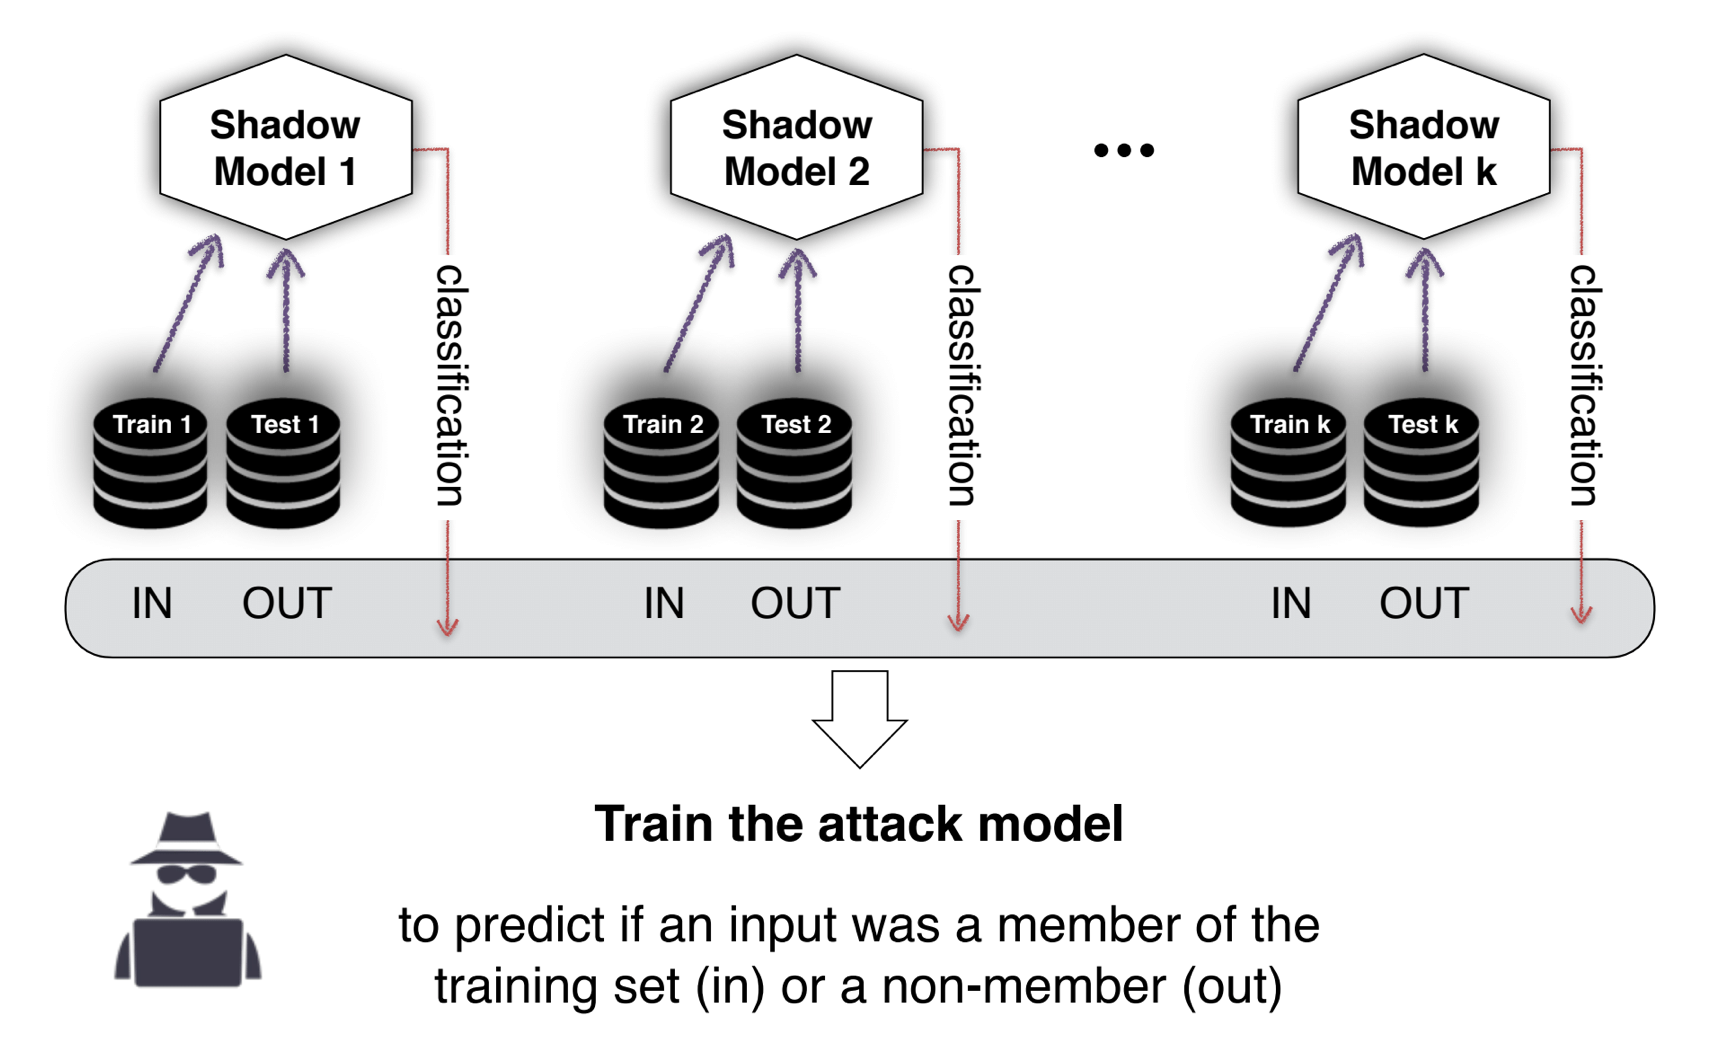 Shadow
Model 1
Shadow
Model 2
...
Shadow
Model k
classification
classification
classification
Train 1
Test 1
Train 2
Test 2
Train k
Test k
IN
OUT
IN
OUT
IN
OUT
Train the attack model
to predict if an input was a member of the
training set (in) or a non-member (out)